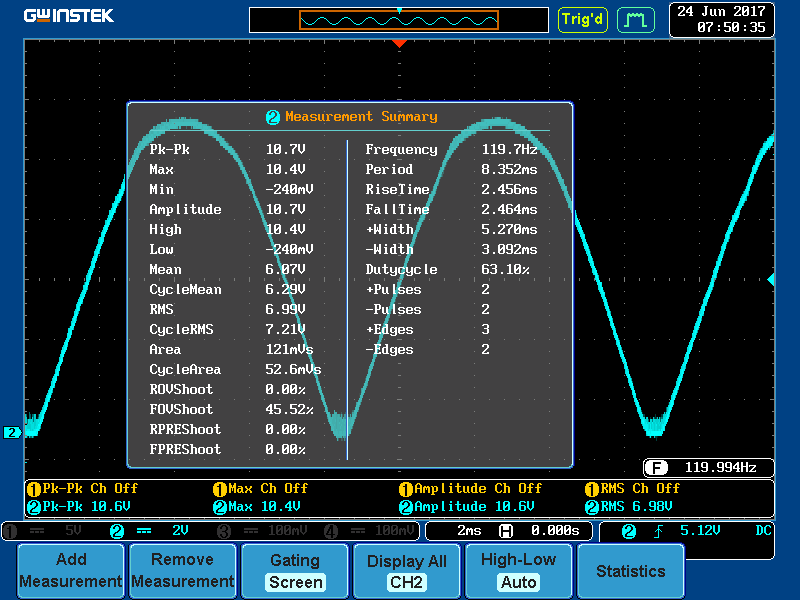 GWINSTEK
Trig'd
24 Jun 2017
07:50:35
2 Measurement Summary
Pk-Pk 10.7V Frequency 119.7Hz
Max 10.4V Period 8.352ms
Min -240mV RiseTime 2.456ms
Amplitude 10.7V FallTime 2.464ms
High 10.4V +Width 5.270ms
Low -240mV -Width 3.092ms
Mean 6.07V Dutycycle 63.10%
CycleMean 6.29V +Pulses 2
RMS 6.99V -Pulses 2
CycleRMS 7.21V +Edges 3
Area 121mVs -Edges 2
CycleArea 52.6mVs
ROVShoot 0.00%
FOVShoot 45.52%
RPREShoot 0.00%
FPREShoot 0.00%
2
F 119.994Hz
1 Pk-Pk Ch Off 1 Max Ch Off 1 Amplitude Ch Off 1 RMS Ch Off
2 Pk-Pk 10.6V 2 Max 10.4V 2 Amplitude 10.6V 2 RMS 6.98V
1 5V 2 2V 3 100mV 4 100mV 2ms H 0.000s 2 5.12V DC
Add Measurement
Remove Measurement
Gating Screen
Display All CH2
High-Low Auto
Statistics